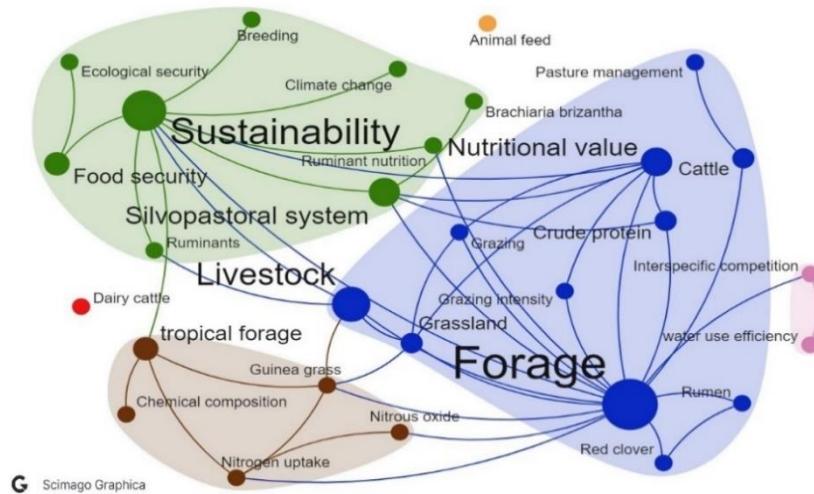 Breeding
Animal feed
Ecological security
Climate change
Pasture management
Brachiaria brizantha
Sustainability
Nutritional value
Ruminant nutrition
Cattle
Food security
Silvopastoral system
Crude protein
Ruminants
Grazing
Livestock
Interspecific competition
Dairy cattle
Grazing intensity
Grassland
tropical forage
water use efficiency
Forage
Guinea grass
Rumen
Chemical composition
Nitrous oxide
Red clover
Nitrogen uptake
G Scimago Graphica